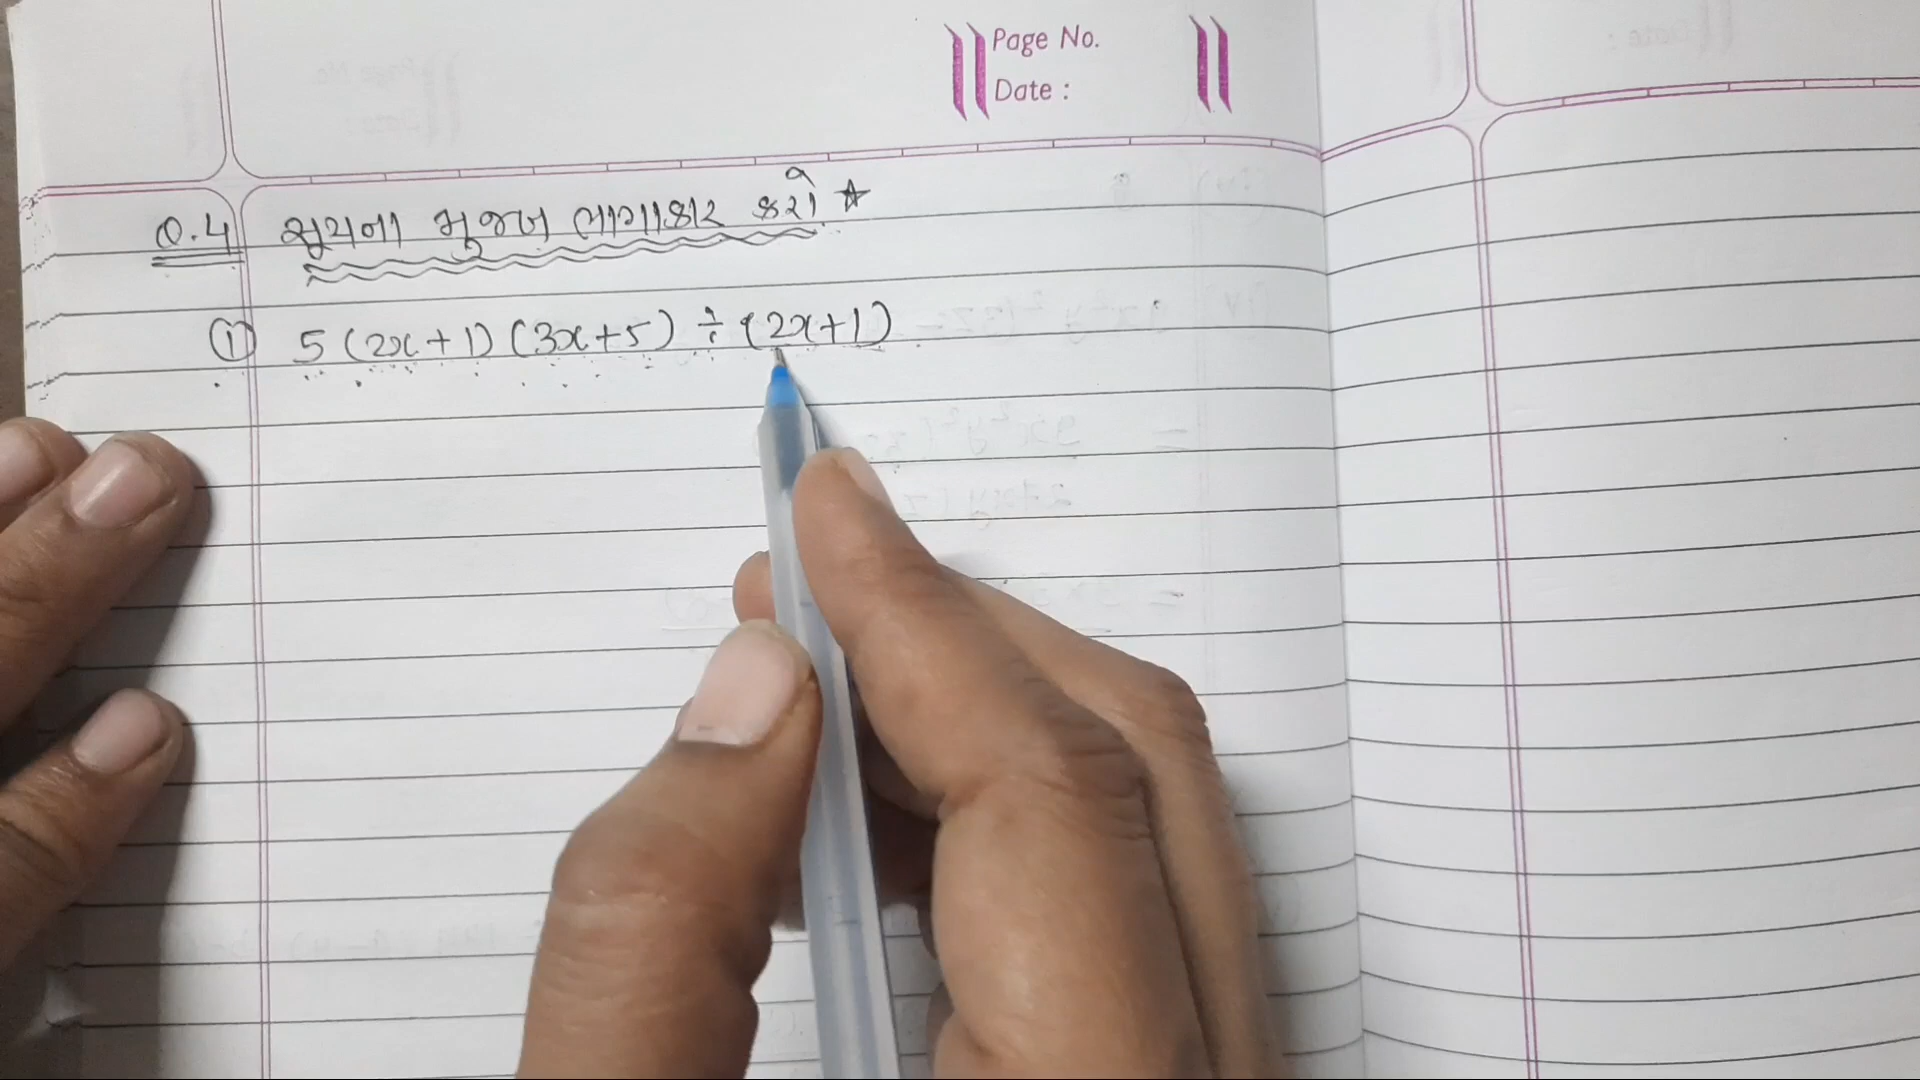 Page No.
Date :
Q.4 સુચના મુજબ ભાગાકાર કરો ☆
① 5 (2x + 1) (3x + 5) ÷ (2x + 1)